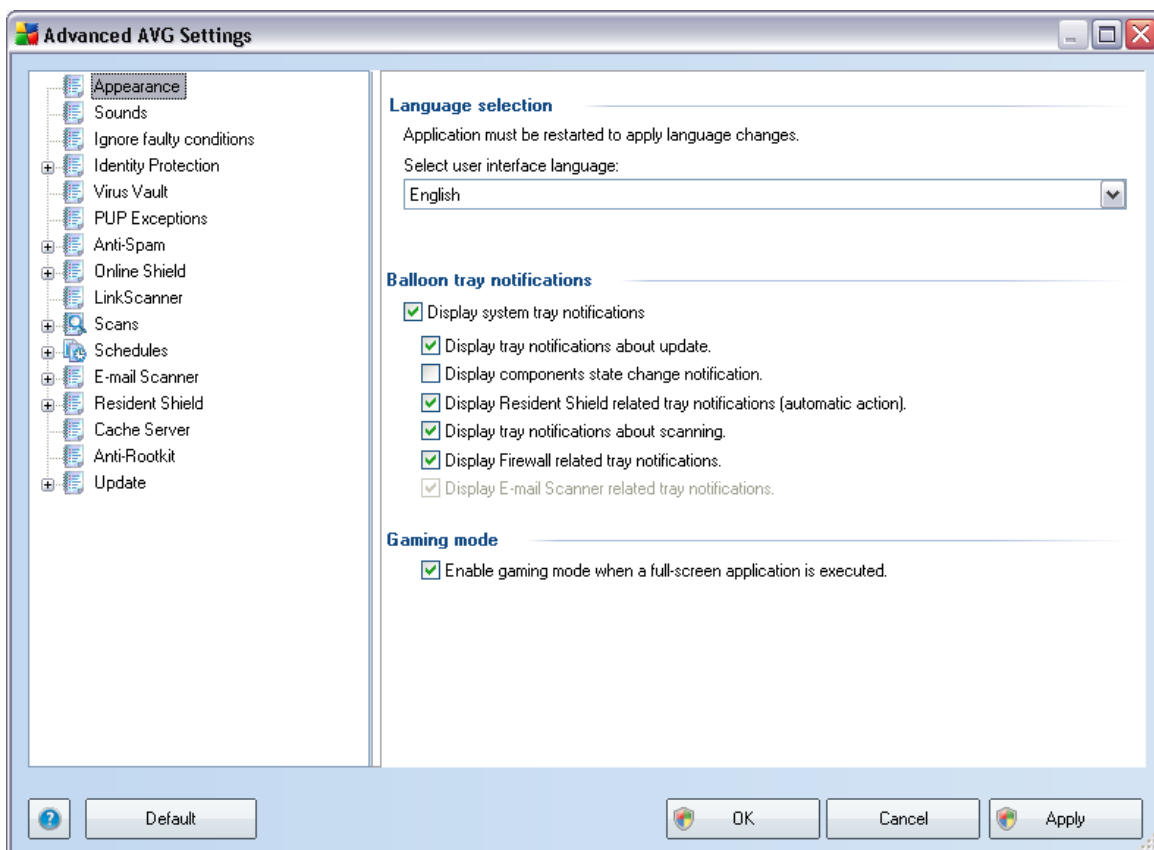 Advanced AVG Settings
Appearance
Sounds
Ignore faulty conditions
Identity Protection
Virus Vault
PUP Exceptions
Anti-Spam
Online Shield
LinkScanner
Scans
Schedules
E-mail Scanner
Resident Shield
Cache Server
Anti-Rootkit
Update
Language selection
Application must be restarted to apply language changes.
Select user interface language:
English
Balloon tray notifications
Display system tray notifications
Display tray notifications about update.
Display components state change notification.
Display Resident Shield related tray notifications (automatic action).
Display tray notifications about scanning.
Display Firewall related tray notifications.
Display E-mail Scanner related tray notifications.
Gaming mode
Enable gaming mode when a full-screen application is executed.
? Default OK Cancel Apply